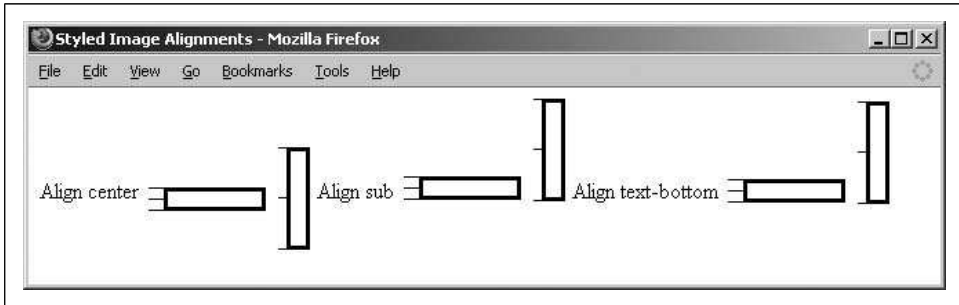 Styled Image Alignments - Mozilla Firefox
File Edit View Go Bookmarks Tools Help
Align center Align sub Align text-bottom